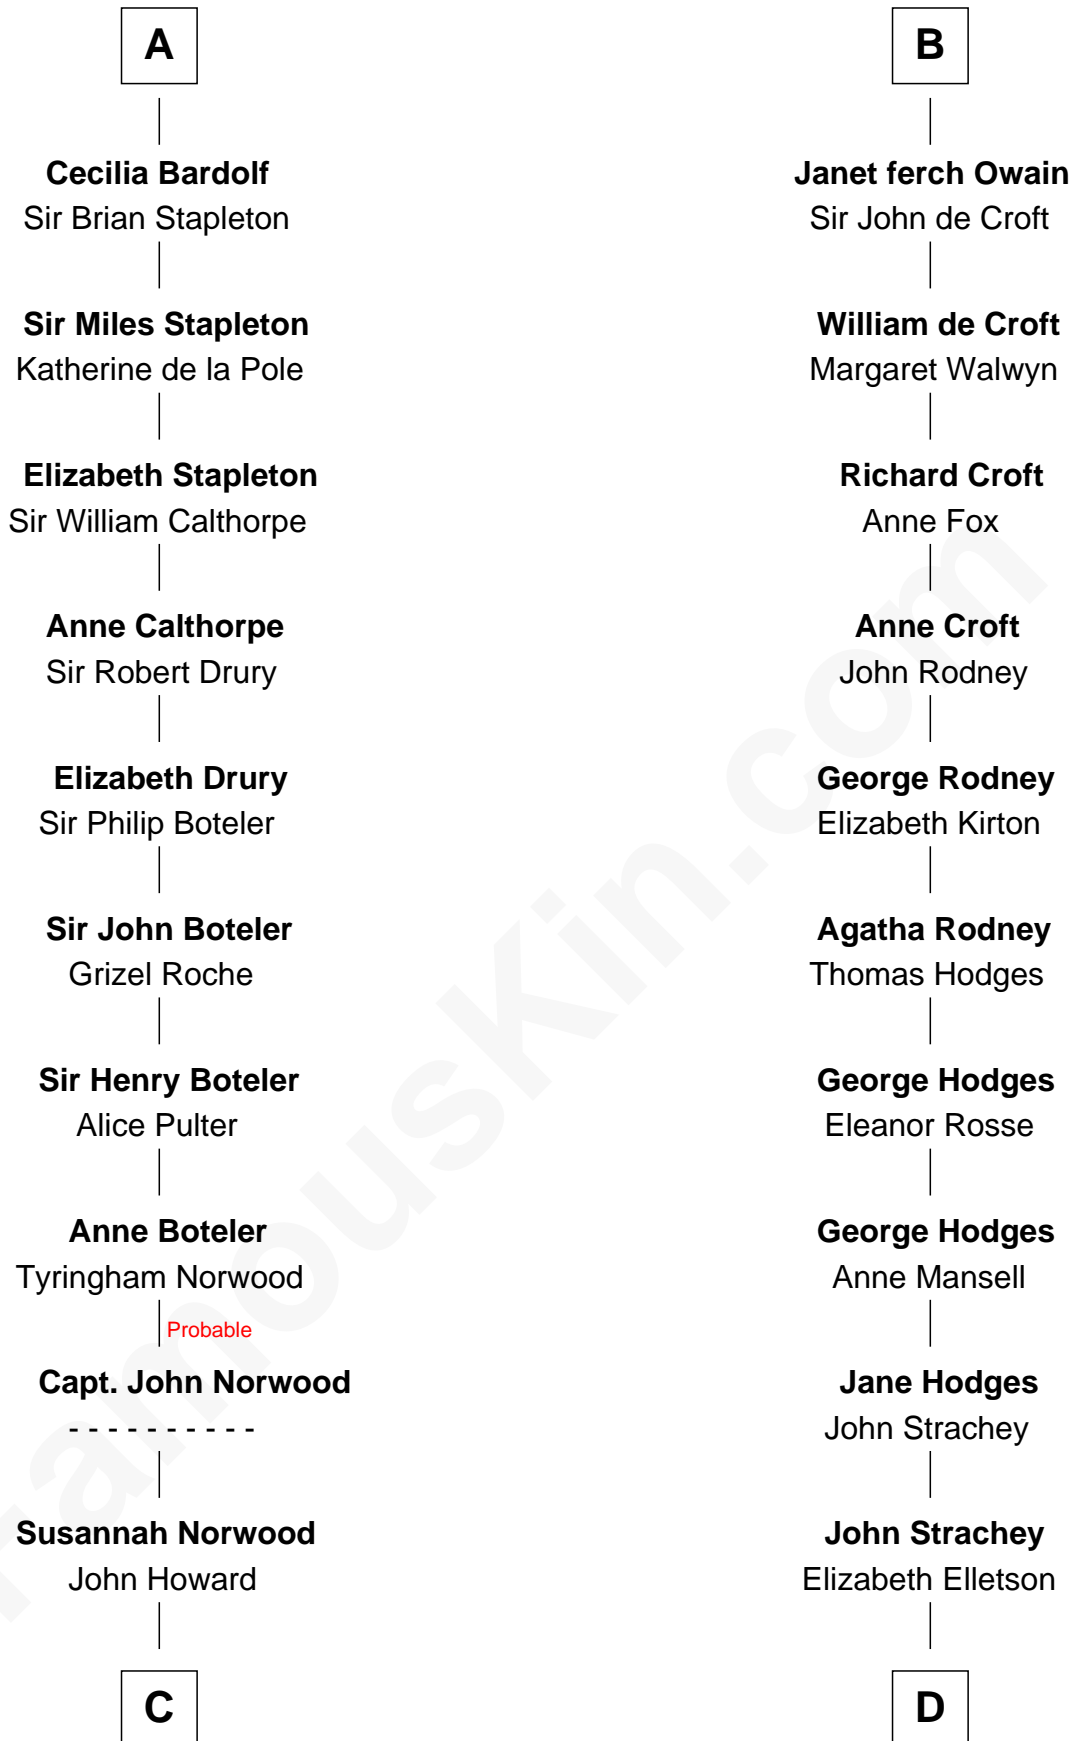 A
Cecilia Bardolf
Sir Brian Stapleton
Sir Miles Stapleton
Katherine de la Pole
Elizabeth Stapleton
Sir William Calthorpe
Anne Calthorpe
Sir Robert Drury
Elizabeth Drury
Sir Philip Boteler
Sir John Boteler
Grizel Roche
Sir Henry Boteler
Alice Pulter
Anne Boteler
Tyringham Norwood
Probable
Capt. John Norwood
- - - - - - - - - -
Susannah Norwood
John Howard
C
B
Janet ferch Owain
Sir John de Croft
William de Croft
Margaret Walwyn
Richard Croft
Anne Fox
Anne Croft
John Rodney
George Rodney
Elizabeth Kirton
Agatha Rodney
Thomas Hodges
George Hodges
Eleanor Rosse
George Hodges
Anne Mansell
Jane Hodges
John Strachey
John Strachey
Elizabeth Elletson
D
FamousKin.com